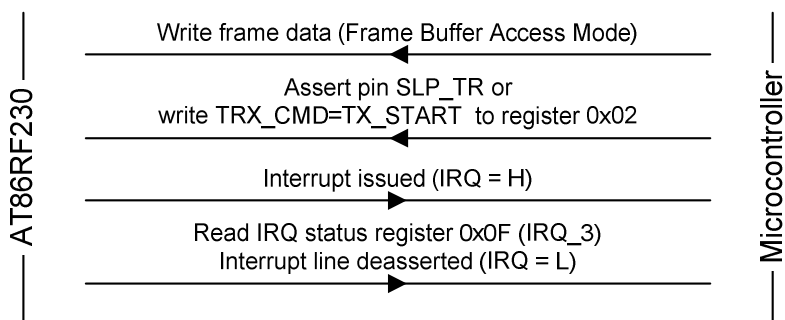 AT86RF230
Write frame data (Frame Buffer Access Mode)
Assert pin SLP_TR or
write TRX_CMD=TX_START to register 0x02
Interrupt issued (IRQ = H)
Read IRQ status register 0x0F (IRQ_3)
Interrupt line deasserted (IRQ = L)
Microcontroller